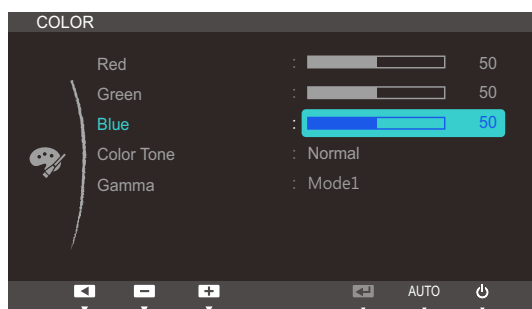 COLOR
Red : 50
Green : 50
Blue : 50
Color Tone : Normal
Gamma : Mode1
AUTO